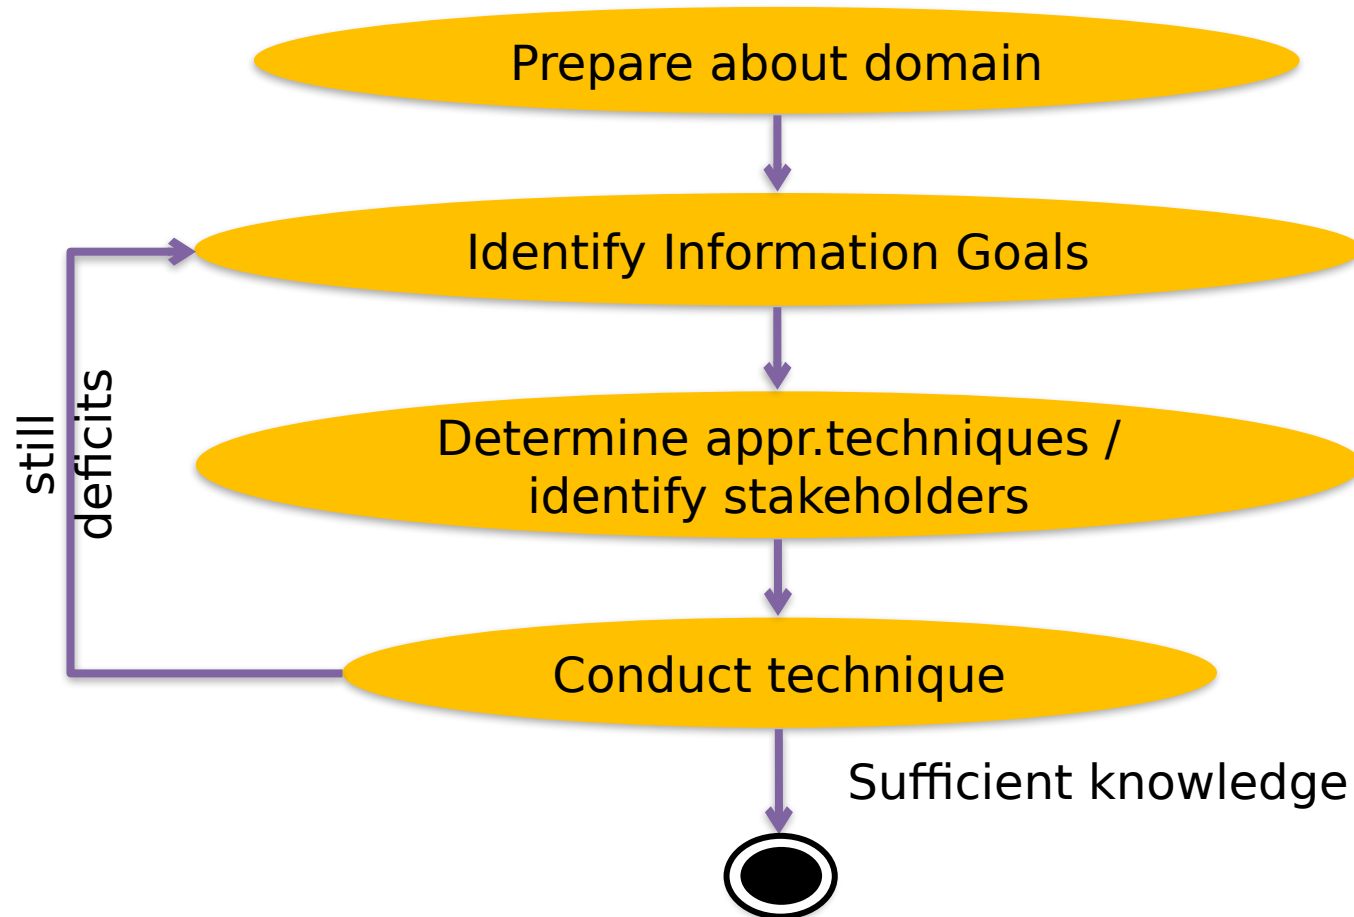 Prepare about domain
Identify Information Goals
still
deficits
Determine appr.techniques /
identify stakeholders
Conduct technique
Sufficient knowledge